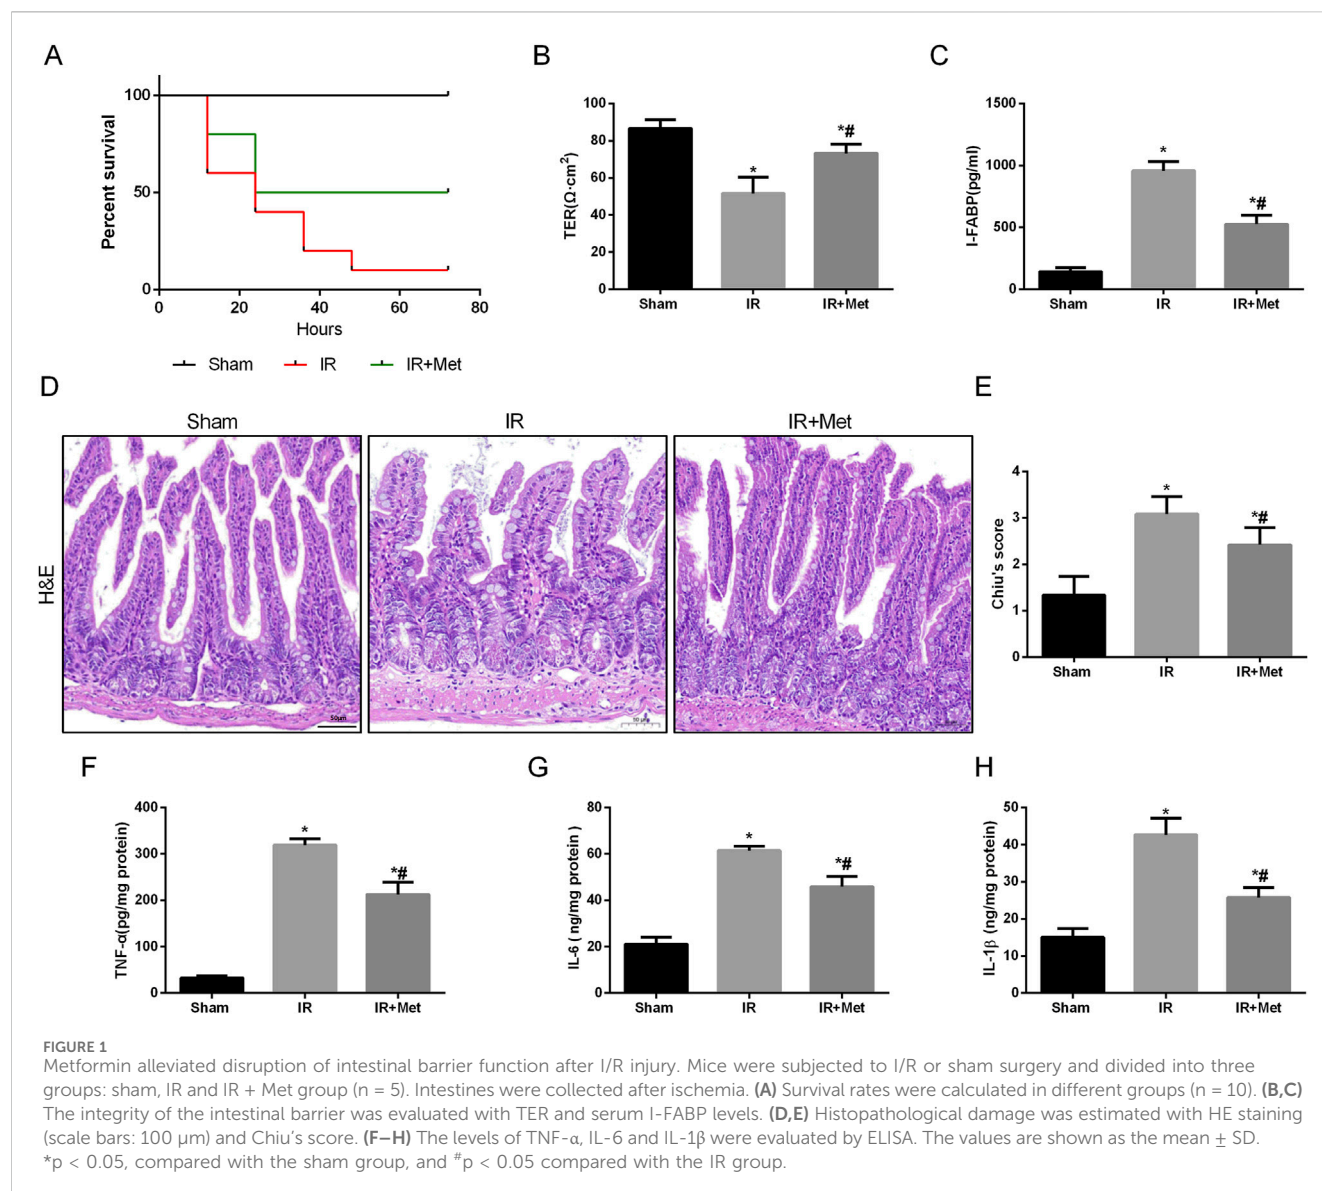 A
Percent survival
100
50
0
0 20 40 60 80
Hours
Sham IR IR+Met
B
TER(Ω·cm²)
100
80
60
40
20
0
*
*#
Sham IR IR+Met
C
I-FABP(pg/ml)
1500
1000
500
0
*
*#
Sham IR IR+Met
D
Sham IR IR+Met
H&E
50μm
E
Chiu's score
4
3
2
1
0
*
*#
Sham IR IR+Met
F
TNF-α(pg/mg protein)
400
300
200
100
0
*
*#
Sham IR IR+Met
G
IL-6 ( ng/mg protein )
80
60
40
20
0
*
*#
Sham IR IR+Met
H
IL-1β (ng/mg protein)
50
40
30
20
10
0
*
*#
Sham IR IR+Met
FIGURE 1
Metformin alleviated disruption of intestinal barrier function after I/R injury. Mice were subjected to I/R or sham surgery and divided into three
groups: sham, IR and IR + Met group (n = 5). Intestines were collected after ischemia. (A) Survival rates were calculated in different groups (n = 10). (B,C)
The integrity of the intestinal barrier was evaluated with TER and serum I-FABP levels. (D,E) Histopathological damage was estimated with HE staining
(scale bars: 100 μm) and Chiu's score. (F–H) The levels of TNF-α, IL-6 and IL-1β were evaluated by ELISA. The values are shown as the mean ± SD.
*p < 0.05, compared with the sham group, and #p < 0.05 compared with the IR group.